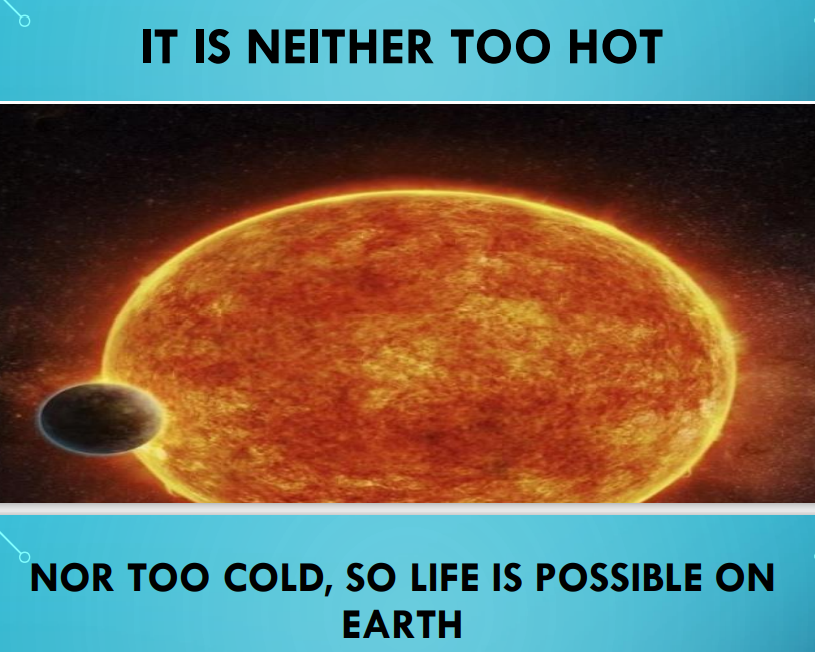 IT IS NEITHER TOO HOT
NOR TOO COLD, SO LIFE IS POSSIBLE ON
EARTH